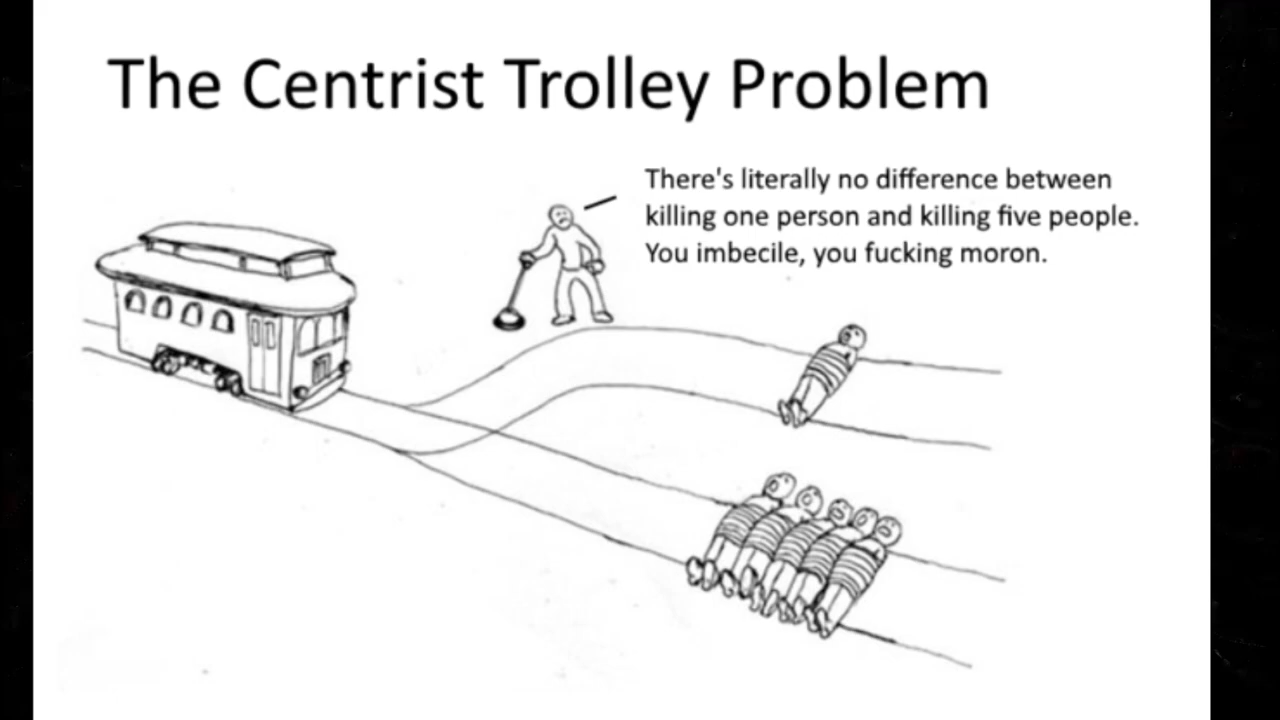 The Centrist Trolley Problem
There's literally no difference between
killing one person and killing five people.
You imbecile, you fucking moron.